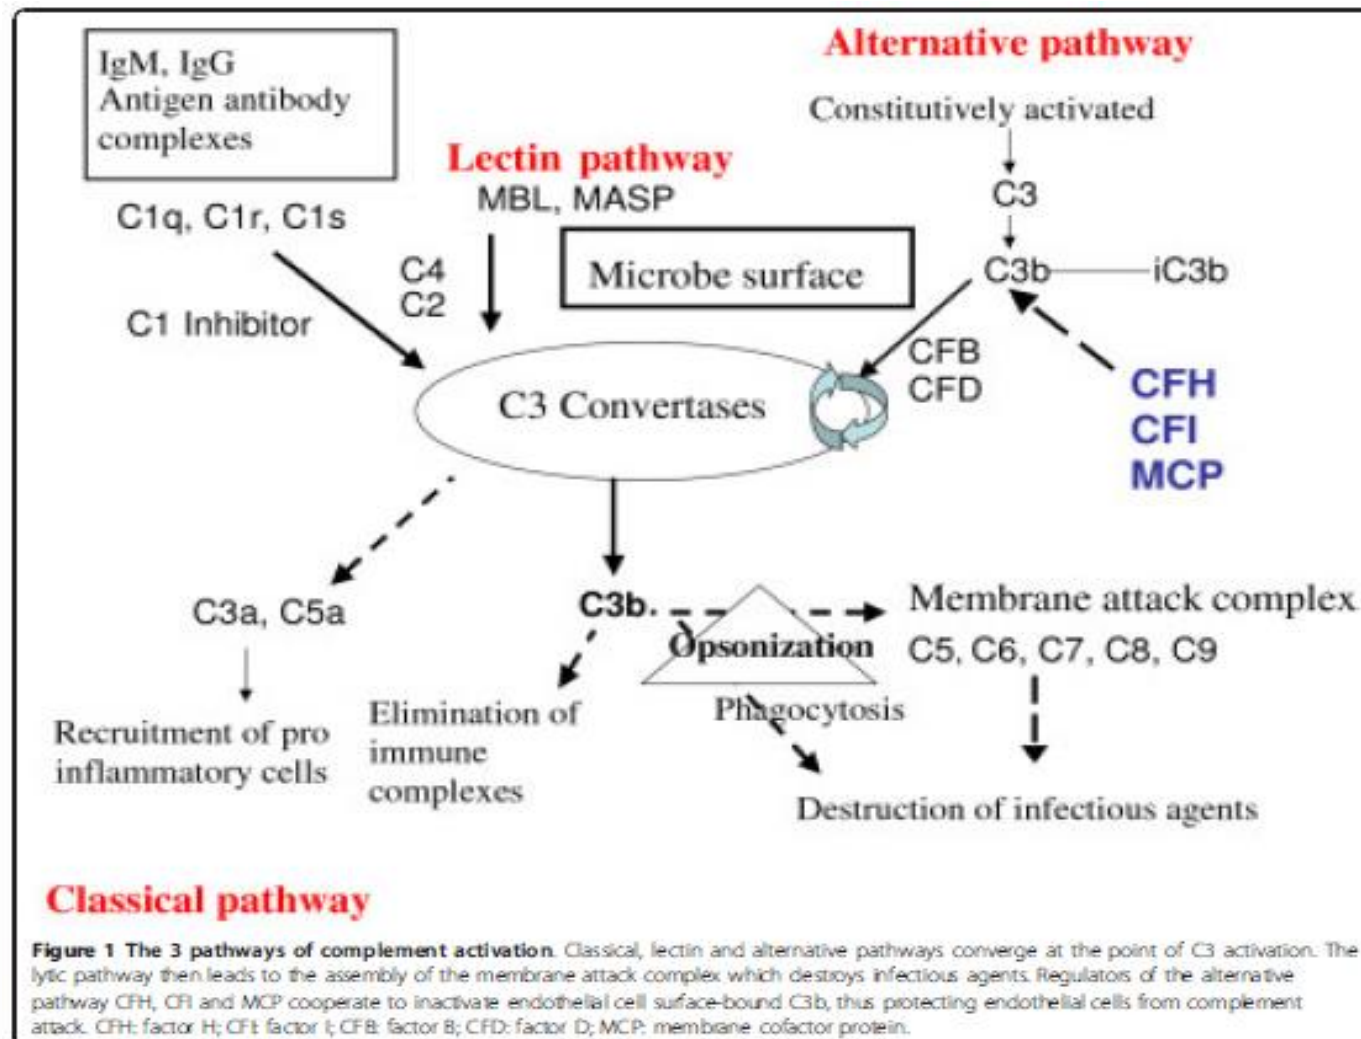 IgM, IgG
Antigen antibody
complexes
C1q, C1r, C1s
C1 Inhibitor
Lectin pathway
MBL, MASP
C4
C2
Microbe surface
Alternative pathway
Constitutively activated
C3
C3b
iC3b
CFB
CFD
CFH
CFI
MCP
C3 Convertases
C3a, C5a
Recruitment of pro
inflammatory cells
C3b
Elimination of
immune
complexes
Opsonization
Phagocytosis
Membrane attack complex
C5, C6, C7, C8, C9
Destruction of infectious agents
Classical pathway
Figure 1 The 3 pathways of complement activation. Classical, lectin and alternative pathways converge at the point of C3 activation. The
lytic pathway then leads to the assembly of the membrane attack complex which destroys infectious agents. Regulators of the alternative
pathway CFH, CFI and MCP cooperate to inactivate endothelial cell surface-bound C3b, thus protecting endothelial cells from complement
attack. CFH: factor H; CFI: factor I; CFB: factor B; CFD: factor D; MCP: membrane cofactor protein.